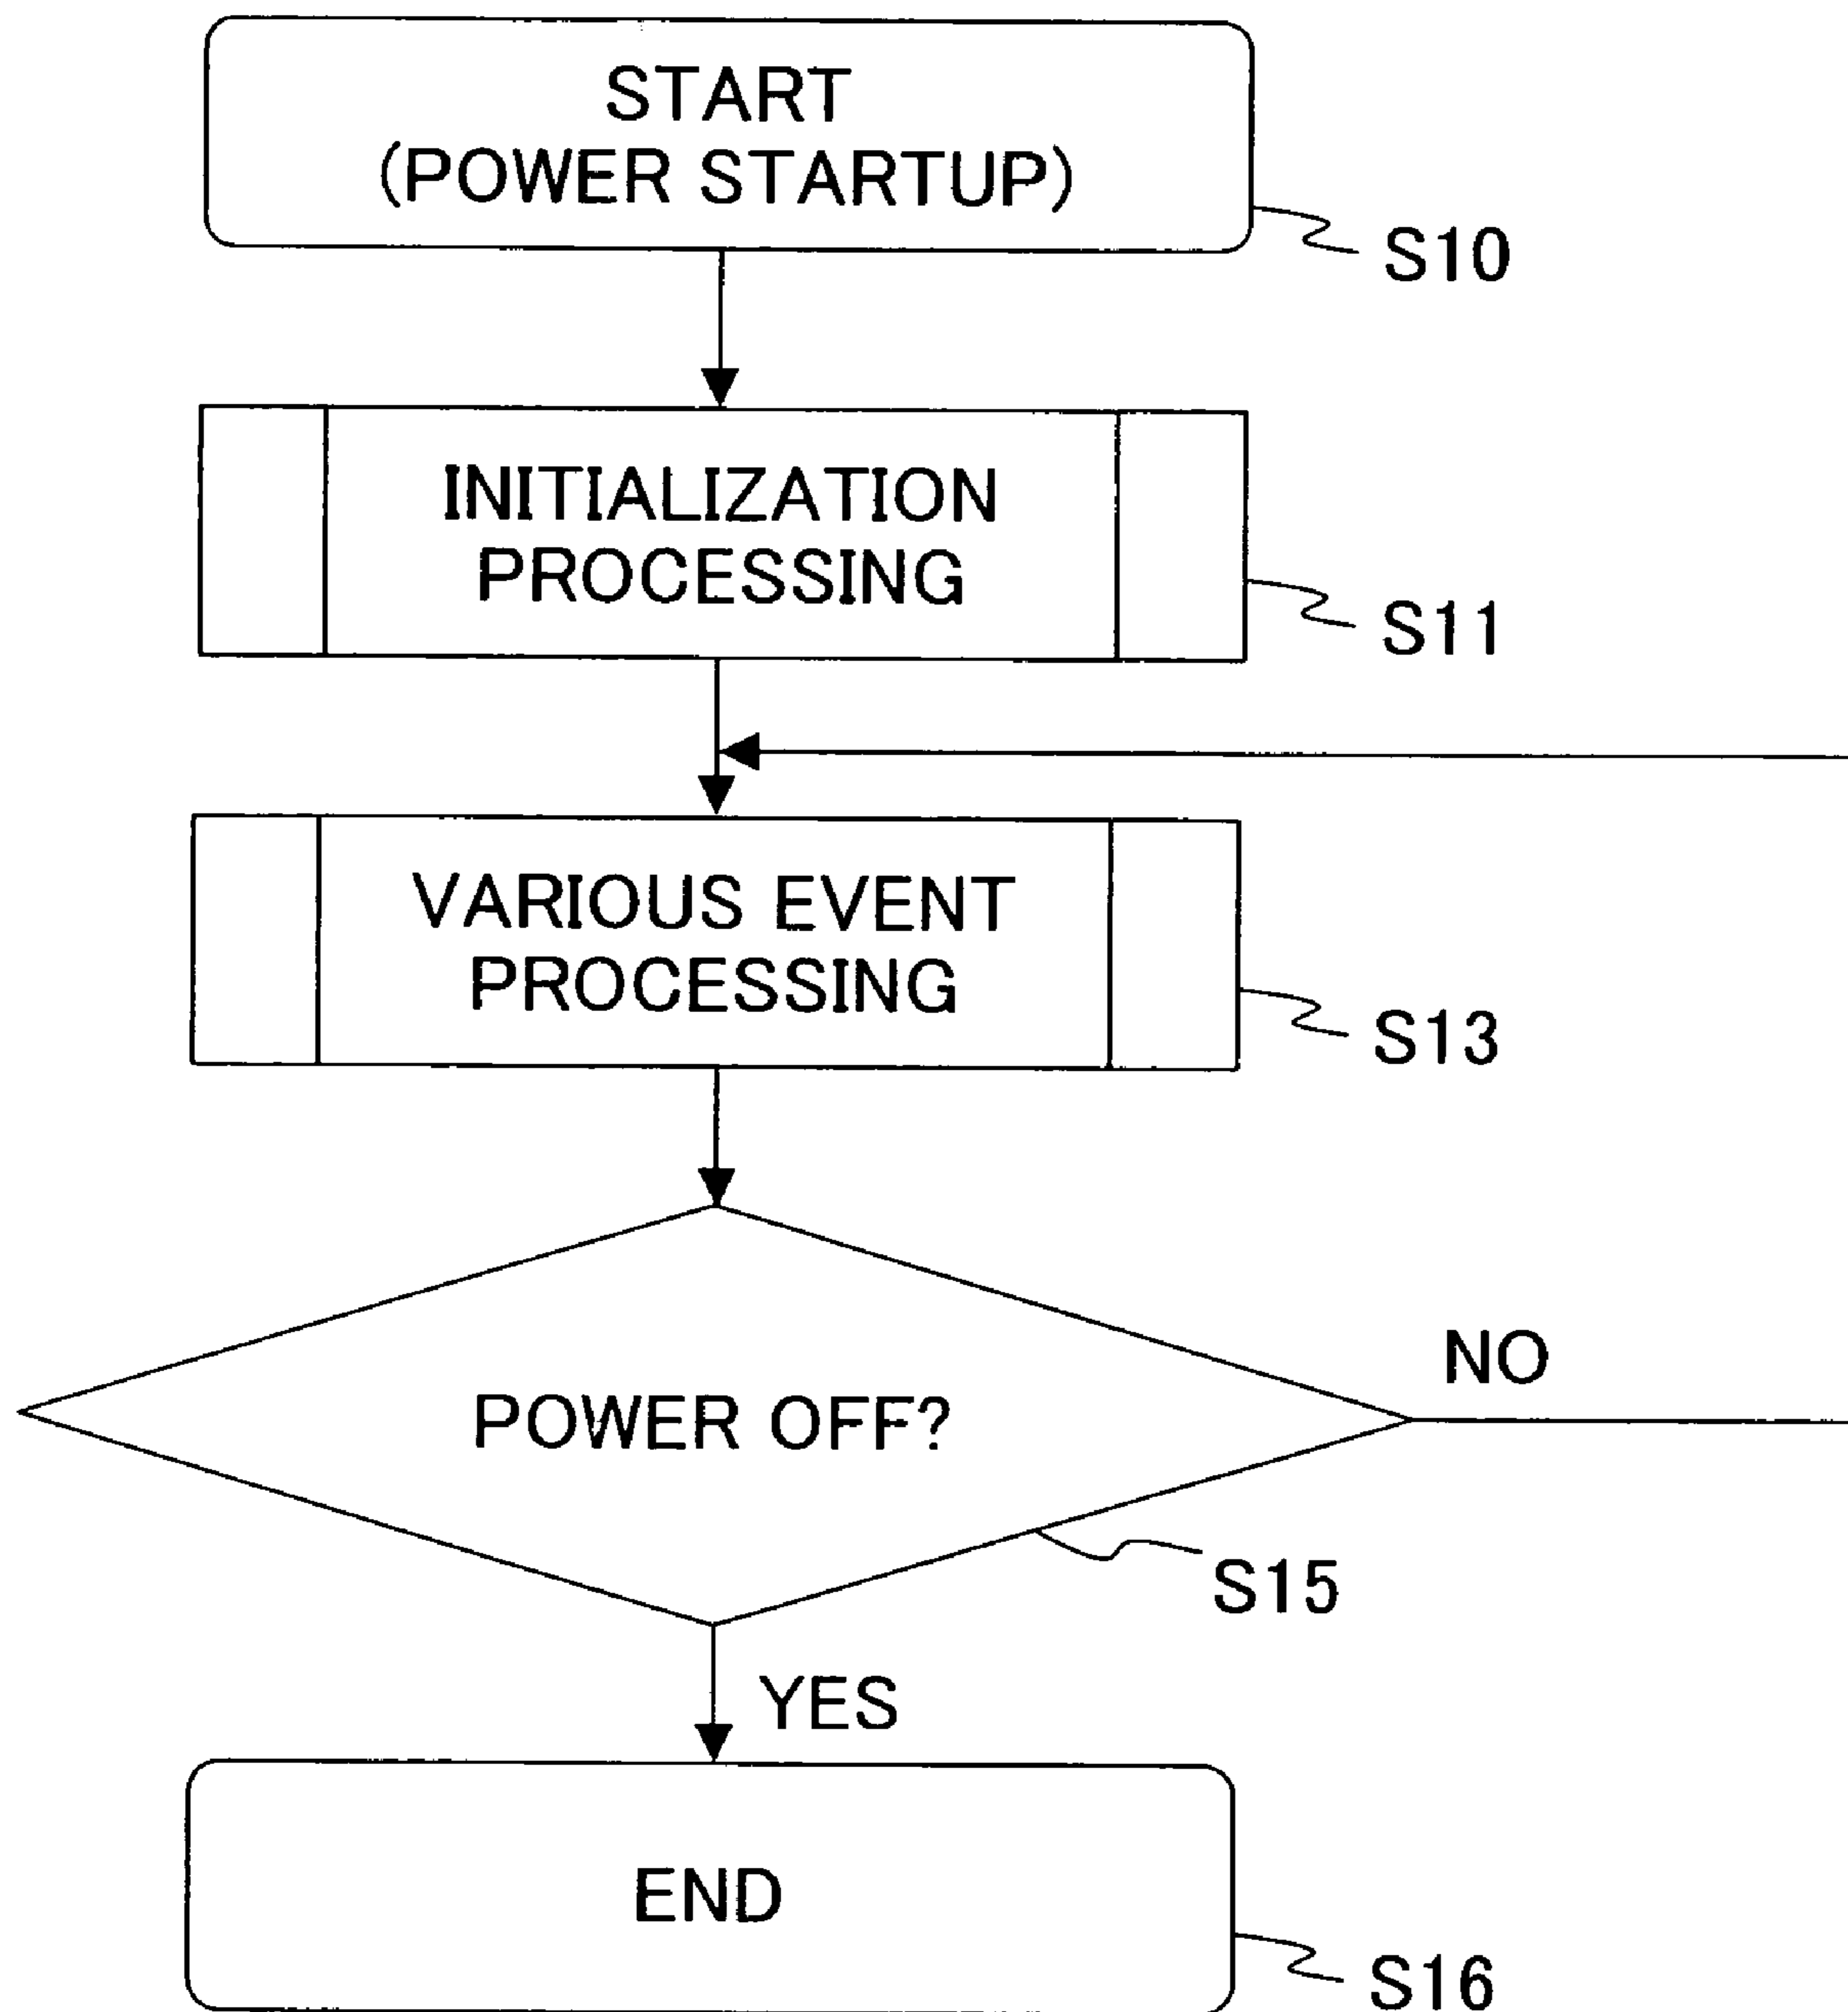 START
(POWER STARTUP)
S10
INITIALIZATION
PROCESSING
S11
VARIOUS EVENT
PROCESSING
S13
POWER OFF?
NO
S15
YES
END
S16